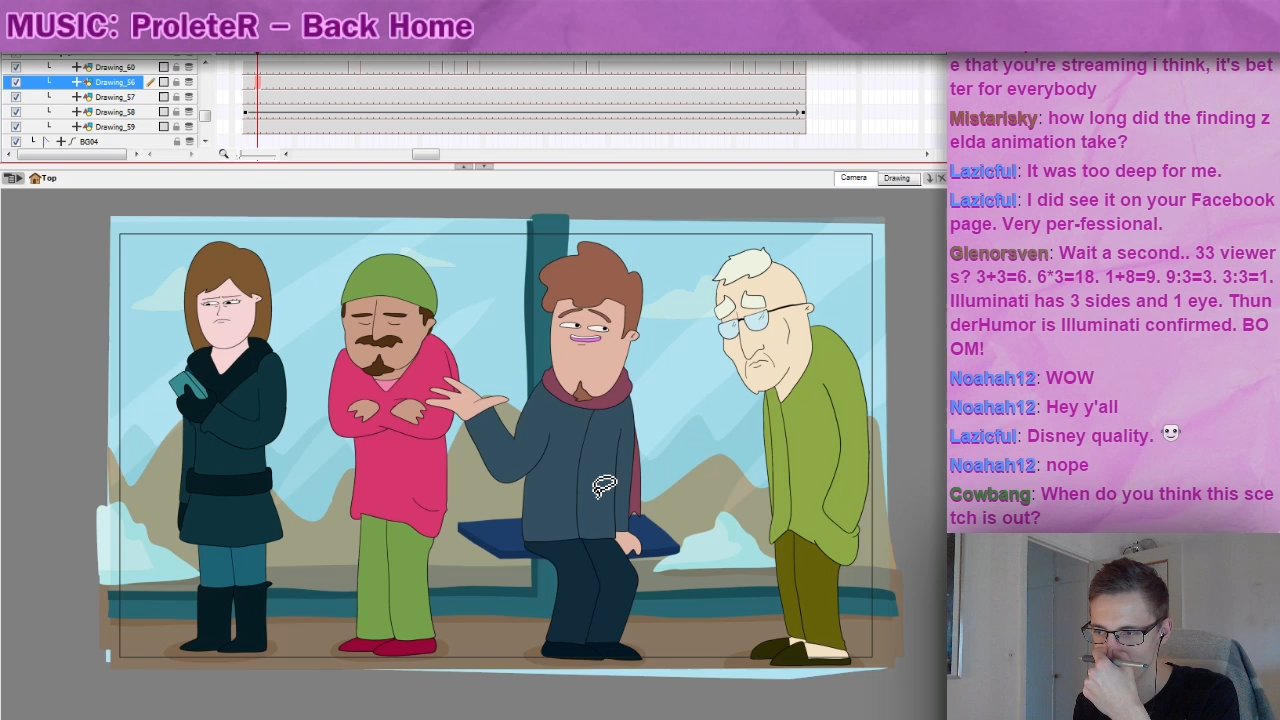 MUSIC: ProleteR – Back Home
Drawing_60
Drawing_56
Drawing_57
Drawing_58
Drawing_59
BG04
Top
Camera
Drawing
e that you're streaming i think, it's bet
ter for everybody
Mistarisky: how long did the finding z
elda animation take?
Lazicful: It was too deep for me.
Lazicful: I did see it on your Facebook
page. Very per-fessional.
Glenorsven: Wait a second.. 33 viewer
s? 3+3=6. 6*3=18. 1+8=9. 9:3=3. 3:3=1.
Illuminati has 3 sides and 1 eye. Thun
derHumor is Illuminati confirmed. BO
OM!
Noahah12: WOW
Noahah12: Hey y'all
Lazicful: Disney quality.
Noahah12: nope
Cowbang: When do you think this sce
tch is out?